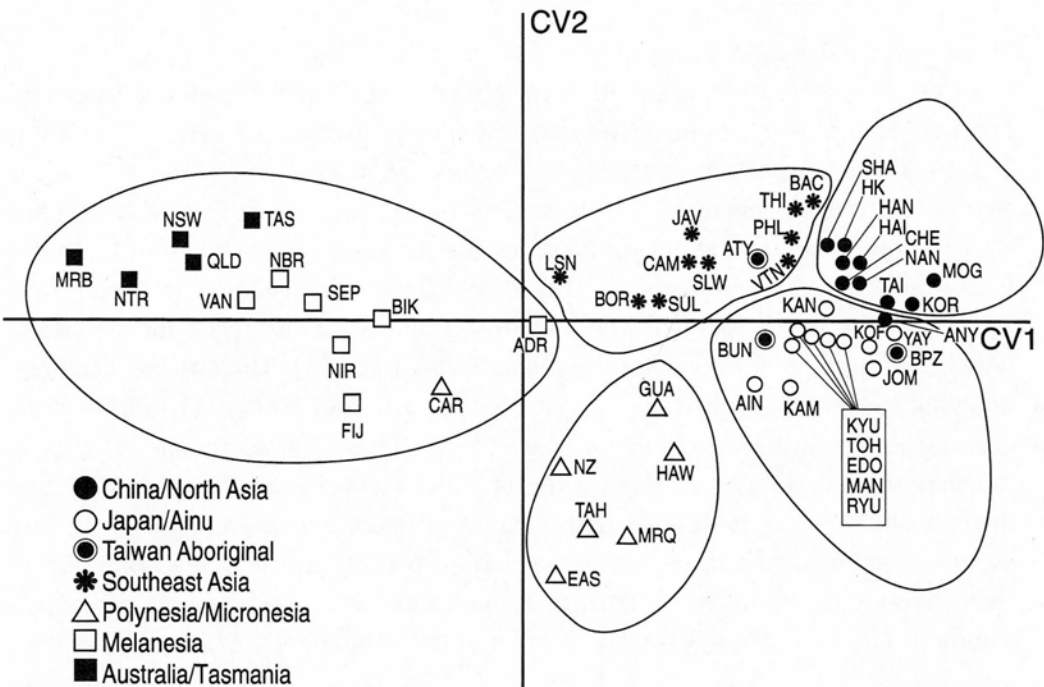 CV2
SHA
HK
HAN
HAI
CHE
NAN
TAI
MOG
KOR
ANY
CV1
BAC
THI
PHL
JAV
ATY
VTN
CAM
SLW
LSN
BOR
SUL
NSW
TAS
QLD
NBR
MRB
NTR
VAN
SEP
BIK
ADR
NIR
CAR
FIJ
KAN
KOF
YAY
BUN
BPZ
JOM
AIN
KAM
KYU
TOH
EDO
MAN
RYU
GUA
NZ
HAW
TAH
MRQ
EAS
China/North Asia
Japan/Ainu
Taiwan Aboriginal
Southeast Asia
Polynesia/Micronesia
Melanesia
Australia/Tasmania